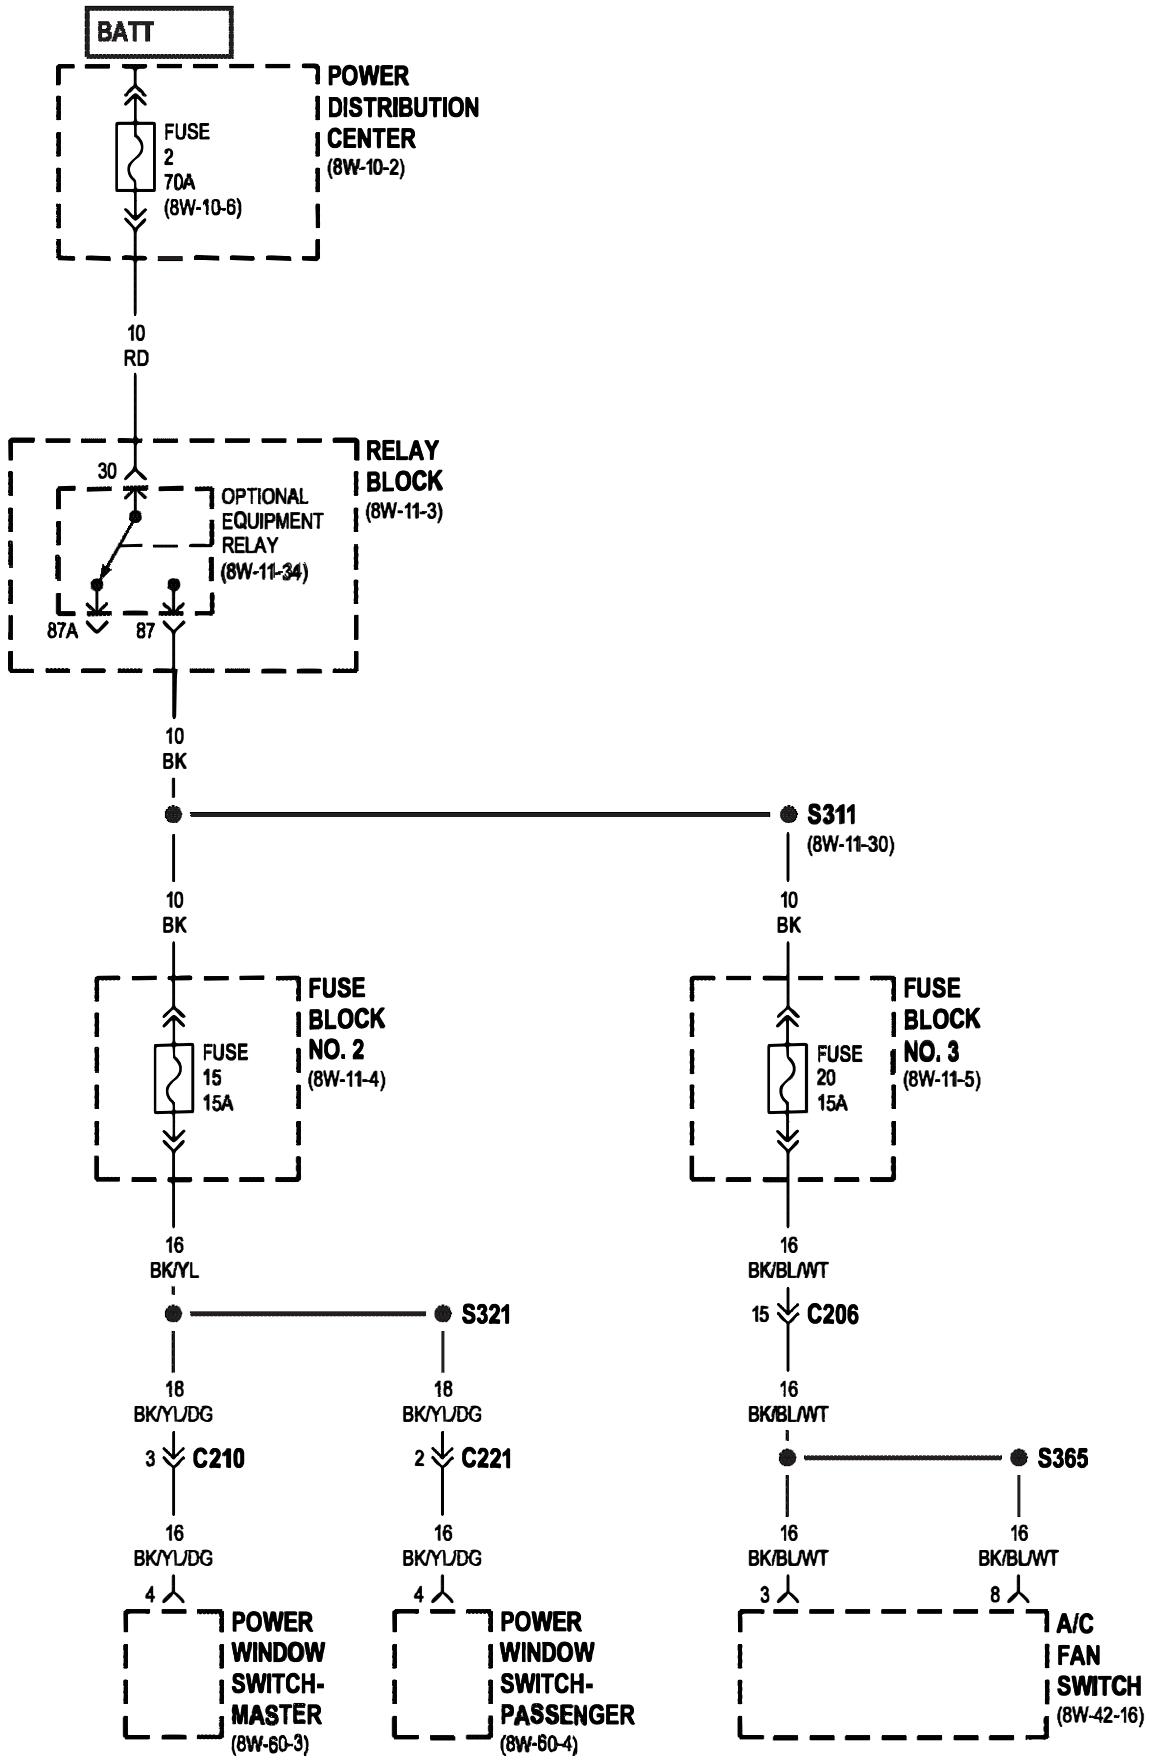 BATT
POWER
DISTRIBUTION
CENTER
(8W-10-2)
FUSE
2
70A
(8W-10-6)
10
RD
RELAY
BLOCK
(8W-11-3)
30
OPTIONAL
EQUIPMENT
RELAY
(8W-11-34)
87A
87
10
BK
S311
(8W-11-30)
10
BK
10
BK
FUSE
BLOCK
NO. 2
(8W-11-4)
FUSE
15
15A
FUSE
BLOCK
NO. 3
(8W-11-5)
FUSE
20
15A
16
BK/YL
16
BK/BL/WT
S321
15
C206
18
BK/YL/DG
18
BK/YL/DG
16
BK/BL/WT
3
C210
2
C221
S365
16
BK/YL/DG
16
BK/YL/DG
16
BK/BL/WT
16
BK/BL/WT
4
4
3
8
POWER
WINDOW
SWITCH-
MASTER
(8W-60-3)
POWER
WINDOW
SWITCH-
PASSENGER
(8W-60-4)
A/C
FAN
SWITCH
(8W-42-16)